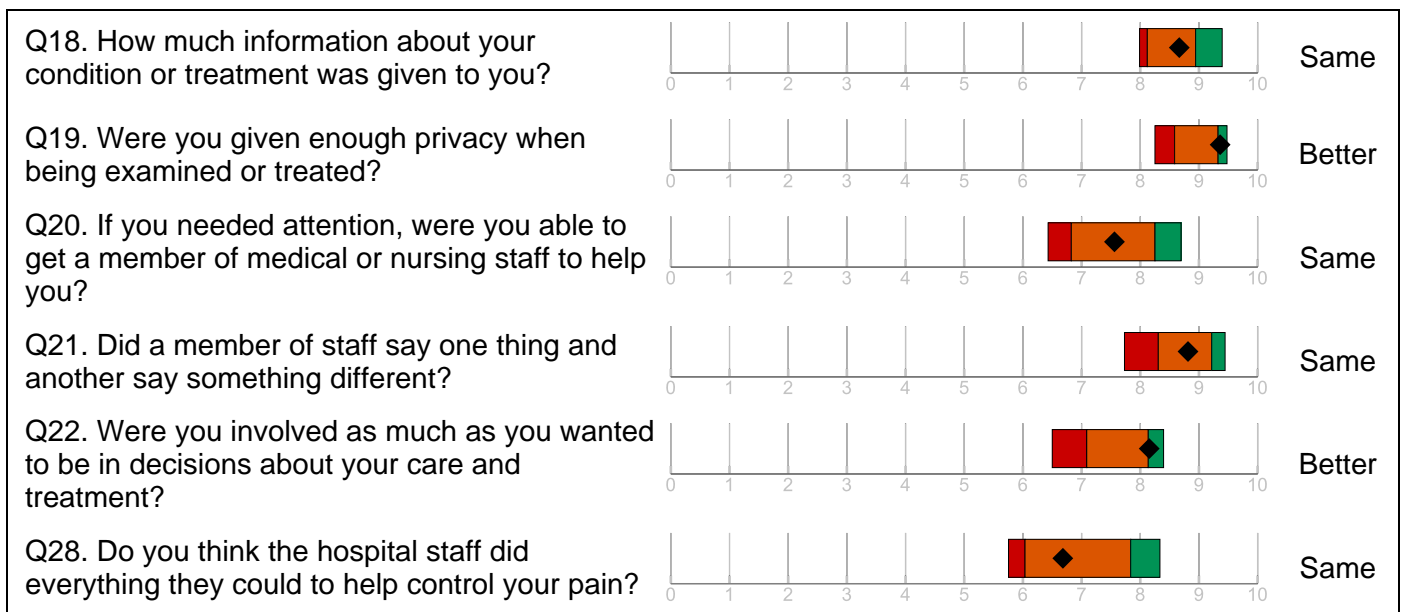 Q18. How much information about your
condition or treatment was given to you?
0 1 2 3 4 5 6 7 8 9 10
Same
Q19. Were you given enough privacy when
being examined or treated?
0 1 2 3 4 5 6 7 8 9 10
Better
Q20. If you needed attention, were you able to
get a member of medical or nursing staff to help
you?
0 1 2 3 4 5 6 7 8 9 10
Same
Q21. Did a member of staff say one thing and
another say something different?
0 1 2 3 4 5 6 7 8 9 10
Same
Q22. Were you involved as much as you wanted
to be in decisions about your care and
treatment?
0 1 2 3 4 5 6 7 8 9 10
Better
Q28. Do you think the hospital staff did
everything they could to help control your pain?
0 1 2 3 4 5 6 7 8 9 10
Same